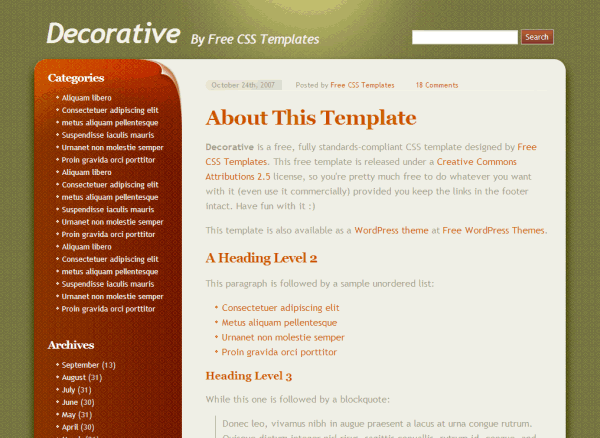 Decorative By Free CSS Templates
Search
Categories
Aliquam libero
Consectetuer adipiscing elit
metus aliquam pellentesque
Suspendisse iaculis mauris
Urnanet non molestie semper
Proin gravida orci porttitor
Aliquam libero
Consectetuer adipiscing elit
metus aliquam pellentesque
Suspendisse iaculis mauris
Urnanet non molestie semper
Proin gravida orci porttitor
Aliquam libero
Consectetuer adipiscing elit
metus aliquam pellentesque
Suspendisse iaculis mauris
Urnanet non molestie semper
Proin gravida orci porttitor
Archives
September (13)
August (31)
July (31)
June (30)
May (31)
April (30)
October 24th, 2007 Posted by Free CSS Templates 18 Comments
About This Template
Decorative is a free, fully standards-compliant CSS template designed by Free
CSS Templates. This free template is released under a Creative Commons
Attributions 2.5 license, so you're pretty much free to do whatever you want
with it (even use it commercially) provided you keep the links in the footer
intact. Have fun with it :)
This template is also available as a WordPress theme at Free WordPress Themes.
A Heading Level 2
This paragraph is followed by a sample unordered list:
Consectetuer adipiscing elit
Metus aliquam pellentesque
Urnanet non molestie semper
Proin gravida orci porttitor
Heading Level 3
While this one is followed by a blockquote:
Donec leo, vivamus nibh in augue praesent a lacus at urna congue rutrum.